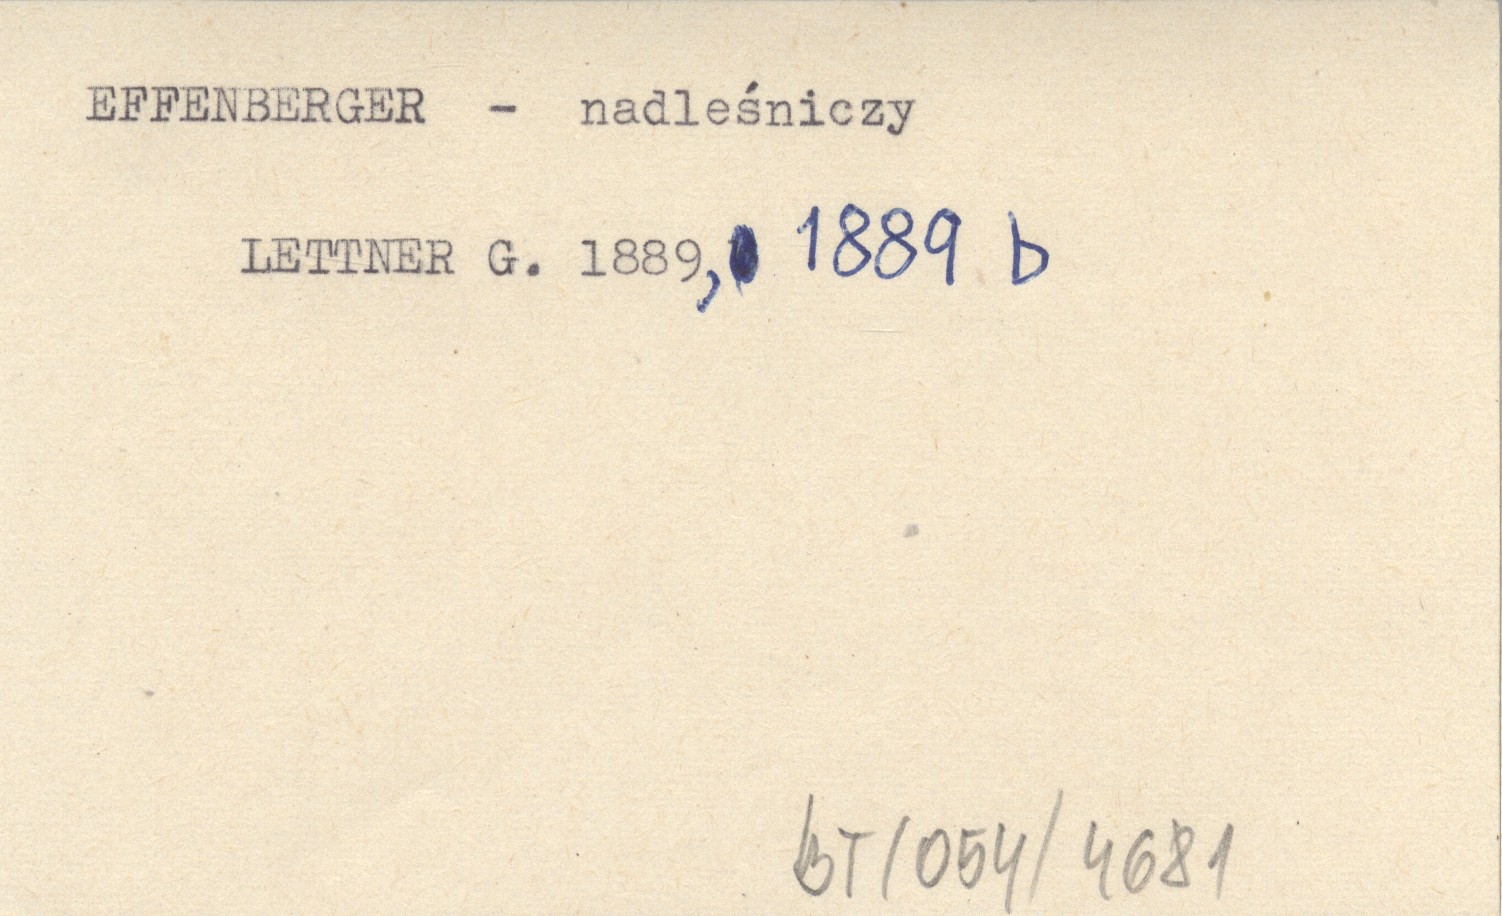 EFFENBERGER - nadleśniczy
LETTNER G. 1889, 1889 b
BT/054/4681